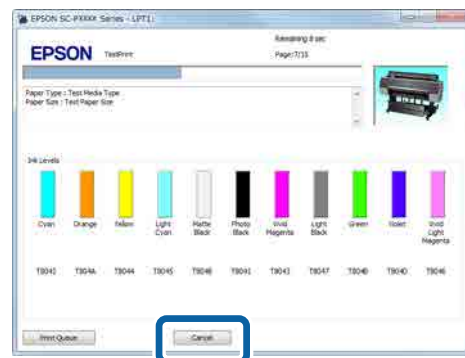 EPSON SC-PXXXX Series - LPT1:
Remaining 8 sec
EPSON TestPrint Page:7/15
Paper Type : Test Media Type
Paper Size : Test Paper Size
Ink Levels
Cyan Orange Yellow Light Cyan Matte Black Photo Black Vivid Magenta Light Black Green Violet Vivid Light Magenta
T8042 T804A T8044 T8045 T8048 T8041 T8043 T8047 T804B T804D T8046
Print Queue Cancel